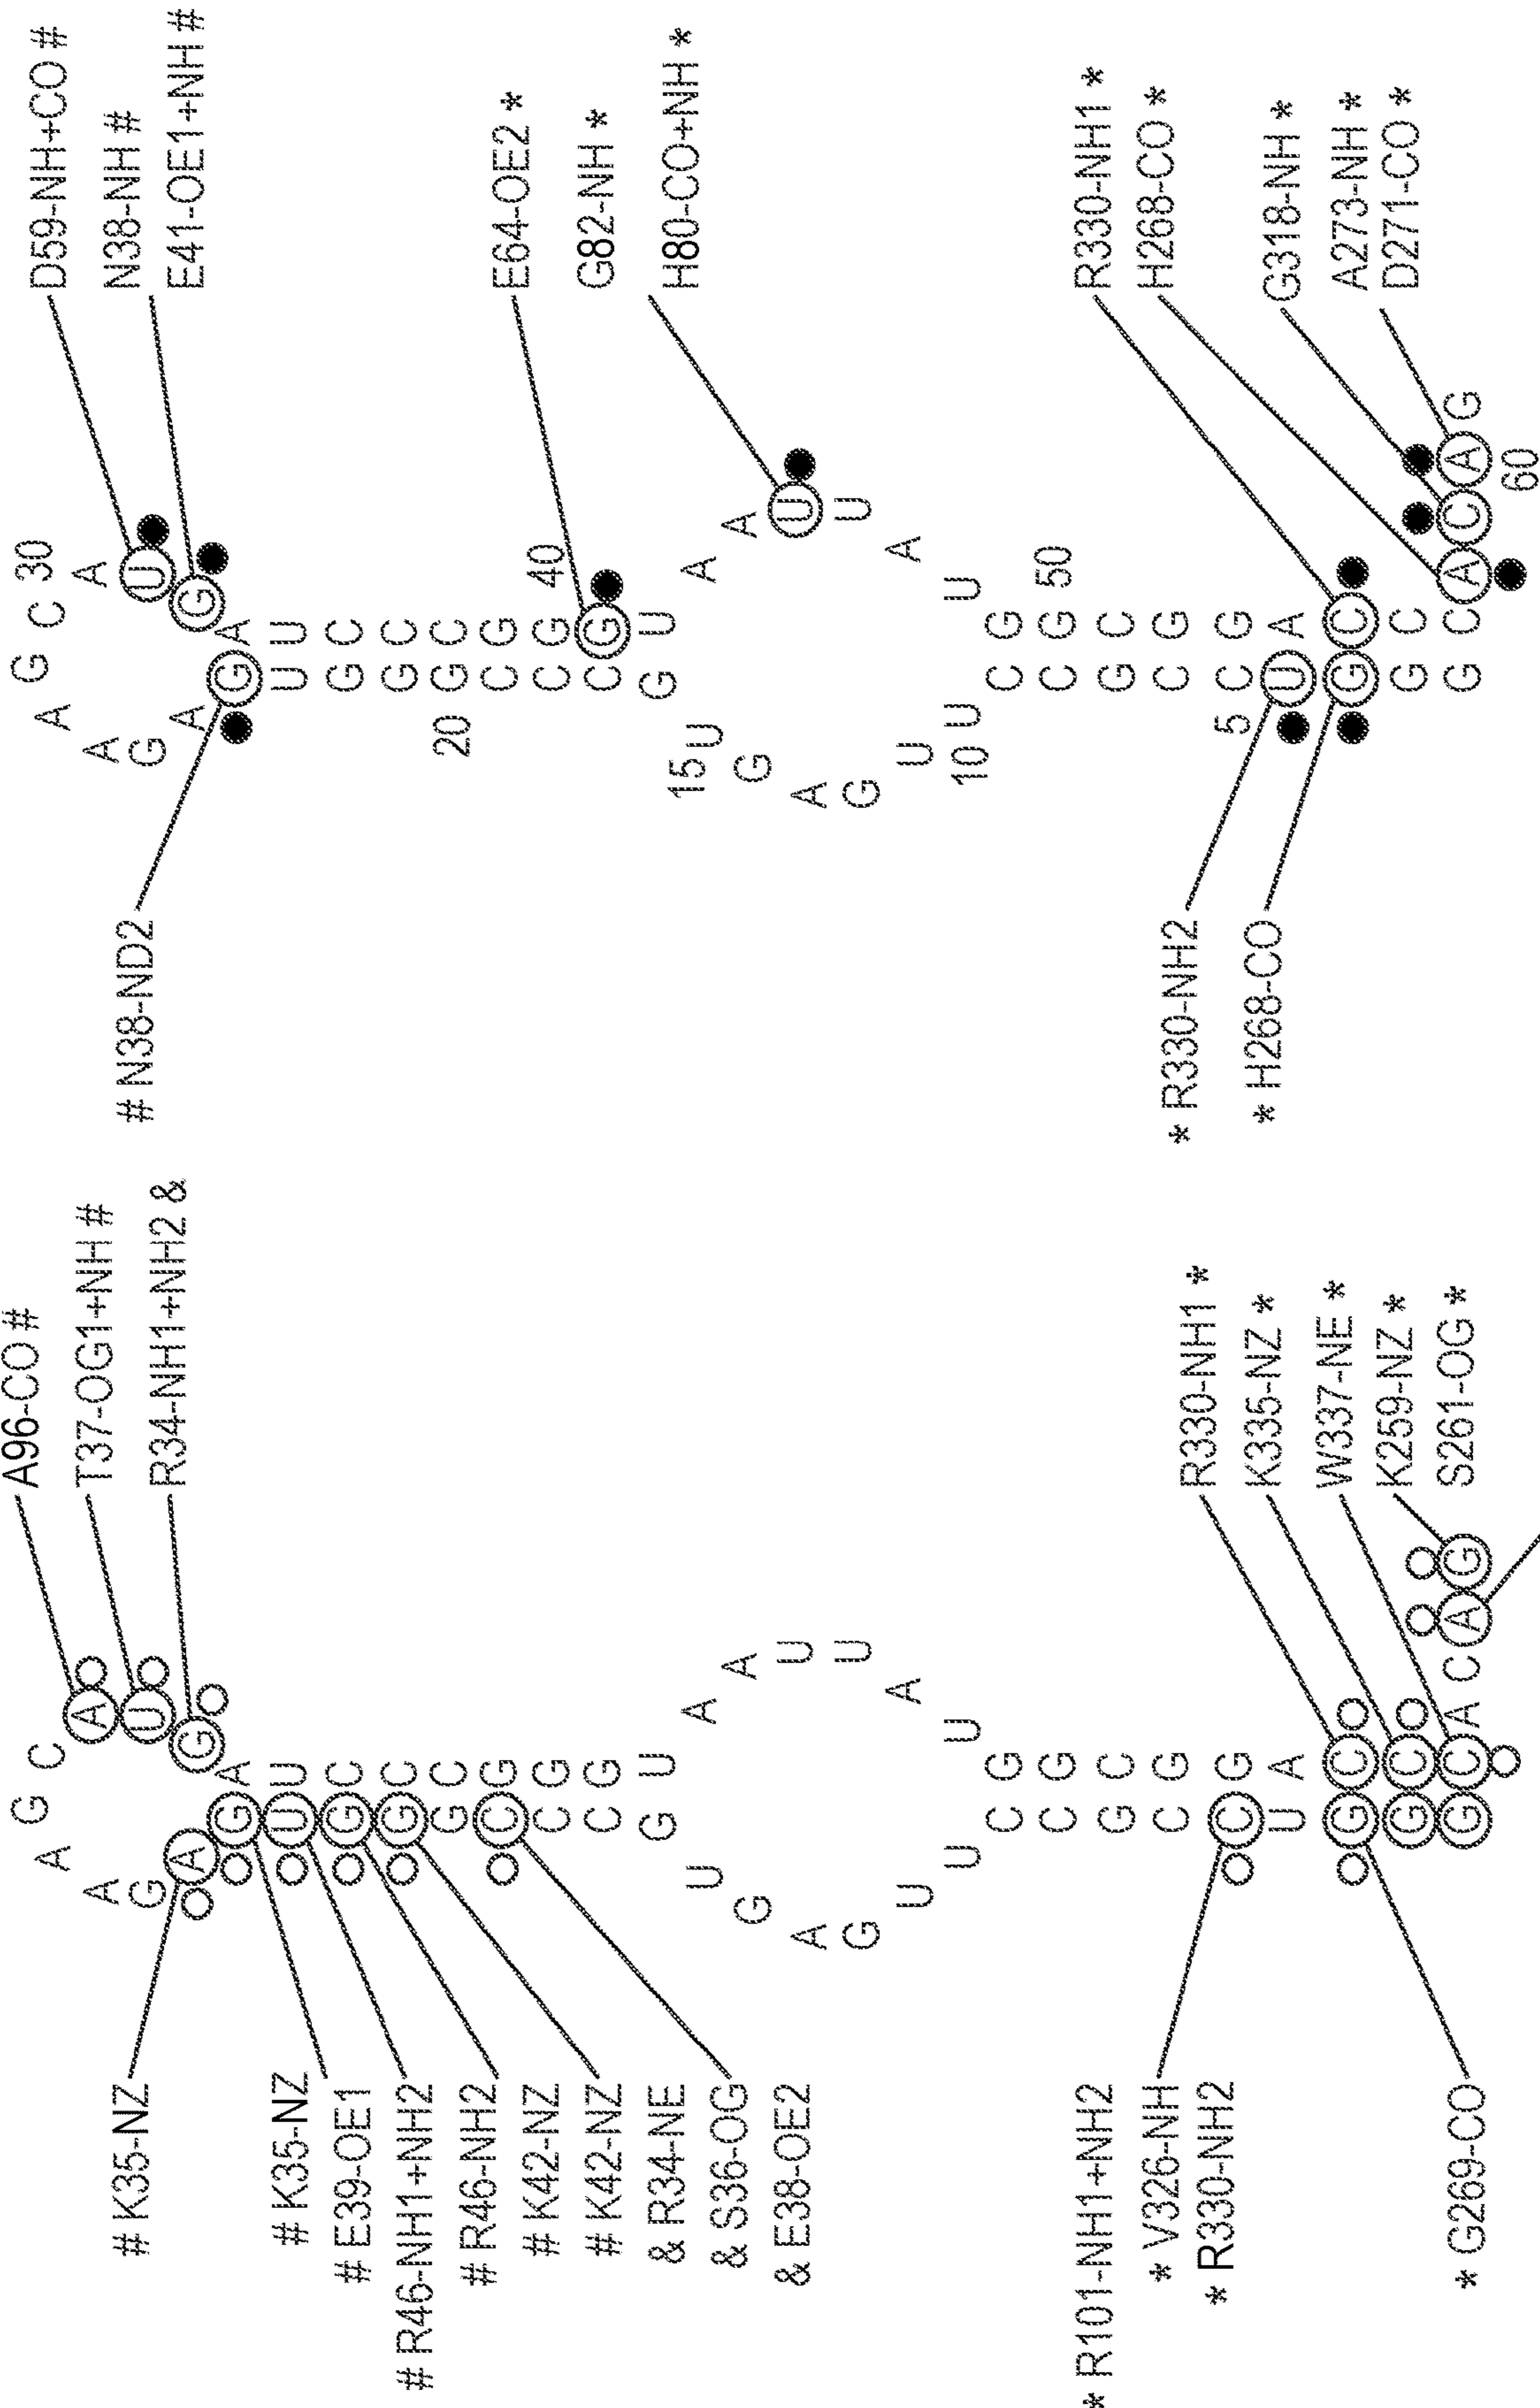 A96-CO #
T37-OG1+NH #
R34-NH1+NH2 &
# K35-NZ
# K35-NZ
# E39-OE1
# R46-NH1+NH2
# R46-NH2
# K42-NZ
# K42-NZ
& R34-NE
& S36-OG
& E38-OE2
G C
A
A A
G U
A G
G A
U U
G C
G C
G C
C G
C G
C G
G U
U A
G A
A U
G U
U A
U U
C G
C G
G C
C G
C G
U A
G C
G C
G C A C A G
* R101-NH1+NH2
* V326-NH
* R330-NH2
* G269-CO
R330-NH1 *
K335-NZ *
W337-NE *
K259-NZ *
S261-OG *
D59-NH+CO #
N38-NH #
E41-OE1+NH #
# N38-ND2
G C 30
A
A A
G U
A G
G A
U U
G C
G C
20 G C
C G
C G 40
C G
G U
15 U A
G A
A U
G U
U A
10 U U
C G
C G 50
G C
C G
5 C G
U A
G C
G C
G C A C A G
60
E64-OE2 *
G82-NH *
H80-CO+NH *
* R330-NH2
* H268-CO
R330-NH1 *
H268-CO *
G318-NH *
A273-NH *
D271-CO *